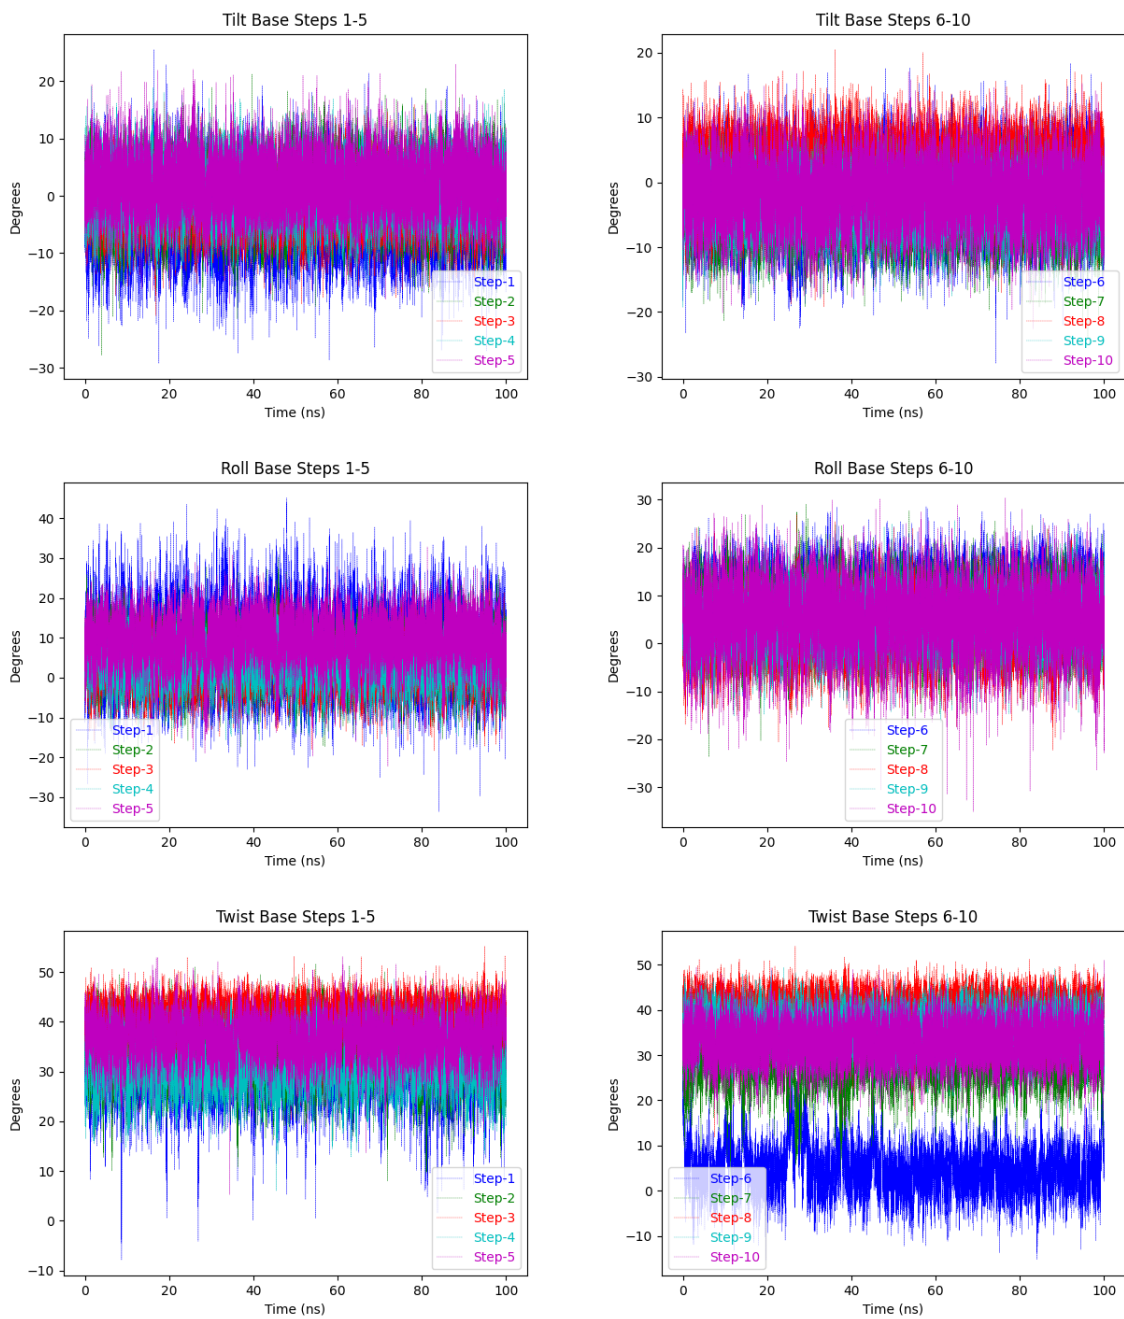 Tilt Base Steps 1-5
Degrees
20
10
0
−10
−20
−30
0 20 40 60 80 100
Time (ns)
Step-1
Step-2
Step-3
Step-4
Step-5
Tilt Base Steps 6-10
Degrees
20
10
0
−10
−20
−30
0 20 40 60 80 100
Time (ns)
Step-6
Step-7
Step-8
Step-9
Step-10
Roll Base Steps 1-5
Degrees
40
30
20
10
0
−10
−20
−30
0 20 40 60 80 100
Time (ns)
Step-1
Step-2
Step-3
Step-4
Step-5
Roll Base Steps 6-10
Degrees
30
20
10
0
−10
−20
−30
0 20 40 60 80 100
Time (ns)
Step-6
Step-7
Step-8
Step-9
Step-10
Twist Base Steps 1-5
Degrees
50
40
30
20
10
0
−10
0 20 40 60 80 100
Time (ns)
Step-1
Step-2
Step-3
Step-4
Step-5
Twist Base Steps 6-10
Degrees
50
40
30
20
10
0
−10
0 20 40 60 80 100
Time (ns)
Step-6
Step-7
Step-8
Step-9
Step-10